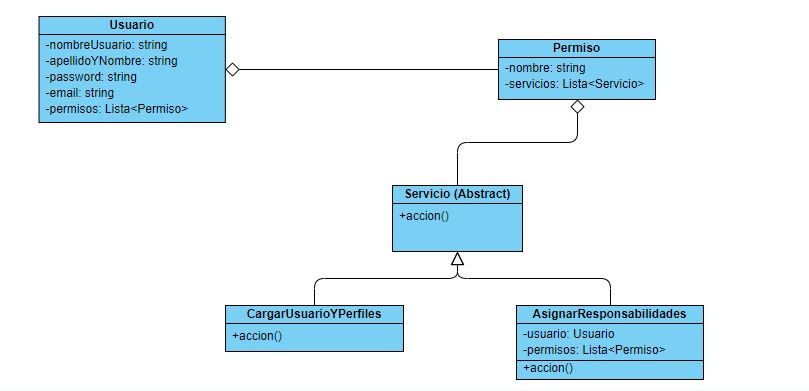 Usuario
-nombreUsuario: string
-apellidoYNombre: string
-password: string
-email: string
-permisos: Lista<Permiso>
Permiso
-nombre: string
-servicios: Lista<Servicio>
Servicio (Abstract)
+accion()
CargarUsuarioYPerfiles
+accion()
AsignarResponsabilidades
-usuario: Usuario
-permisos: Lista<Permiso>
+accion()